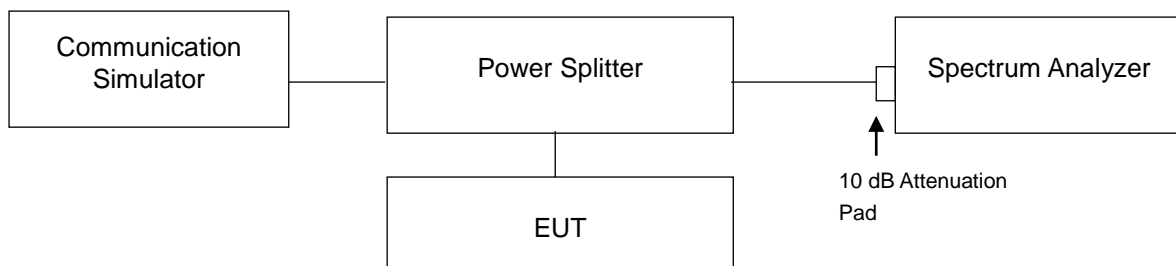 Communication
Simulator
Power Splitter
Spectrum Analyzer
10 dB Attenuation
Pad
EUT